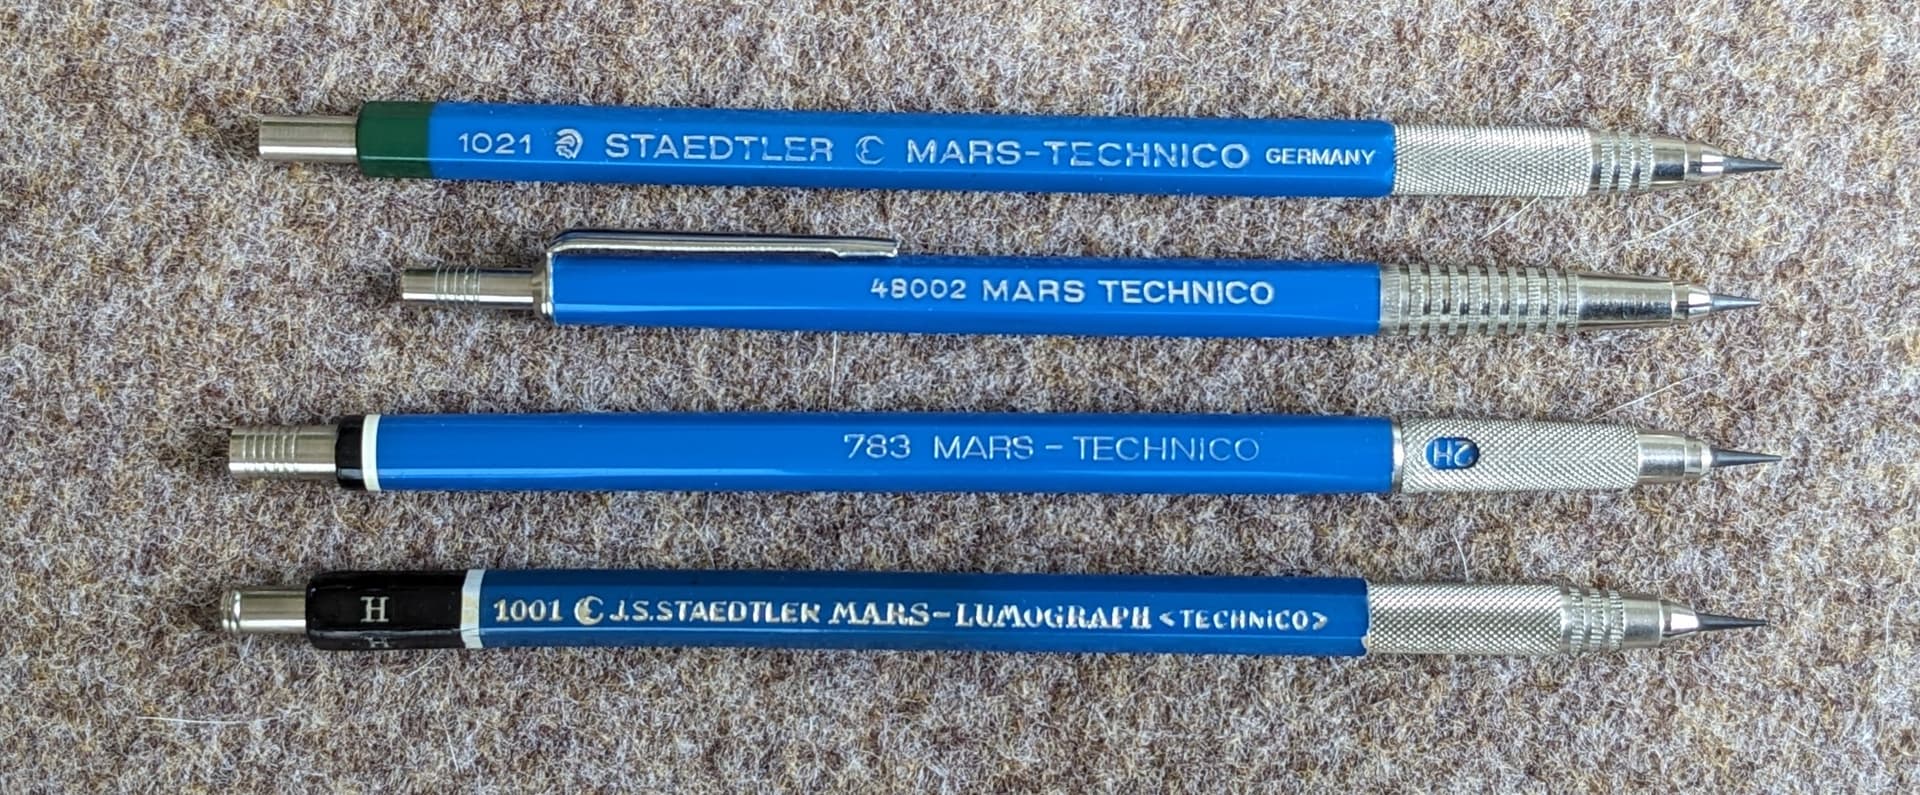 1021 STAEDTLER MARS-TECHNICO GERMANY
48002 MARS TECHNICO
783 MARS-TECHNICO 2H
H 1001 J.S.STAEDTLER MARS-LUMOGRAPH <TECHNiCO>
H